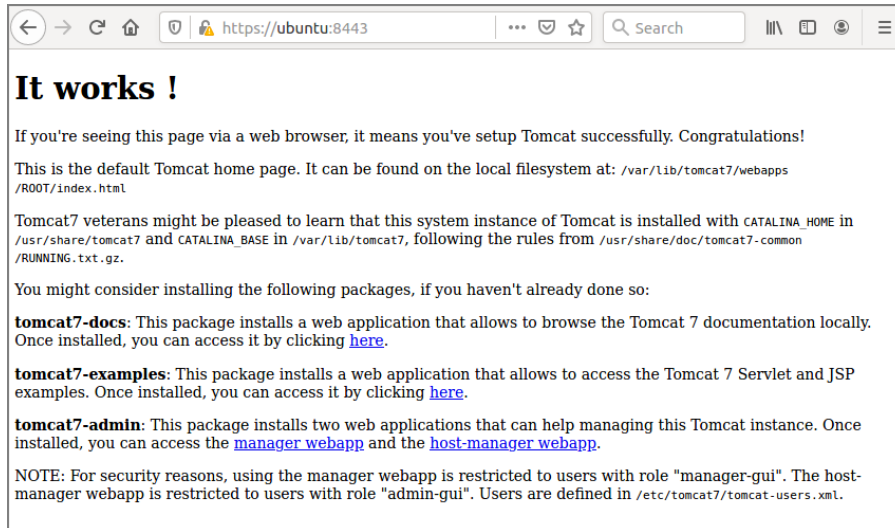 https://ubuntu:8443
Search
It works !
If you're seeing this page via a web browser, it means you've setup Tomcat successfully. Congratulations!
This is the default Tomcat home page. It can be found on the local filesystem at: /var/lib/tomcat7/webapps
/ROOT/index.html
Tomcat7 veterans might be pleased to learn that this system instance of Tomcat is installed with CATALINA_HOME in
/usr/share/tomcat7 and CATALINA_BASE in /var/lib/tomcat7, following the rules from /usr/share/doc/tomcat7-common
/RUNNING.txt.gz.
You might consider installing the following packages, if you haven't already done so:
tomcat7-docs: This package installs a web application that allows to browse the Tomcat 7 documentation locally.
Once installed, you can access it by clicking here.
tomcat7-examples: This package installs a web application that allows to access the Tomcat 7 Servlet and JSP
examples. Once installed, you can access it by clicking here.
tomcat7-admin: This package installs two web applications that can help managing this Tomcat instance. Once
installed, you can access the manager webapp and the host-manager webapp.
NOTE: For security reasons, using the manager webapp is restricted to users with role "manager-gui". The host-
manager webapp is restricted to users with role "admin-gui". Users are defined in /etc/tomcat7/tomcat-users.xml.